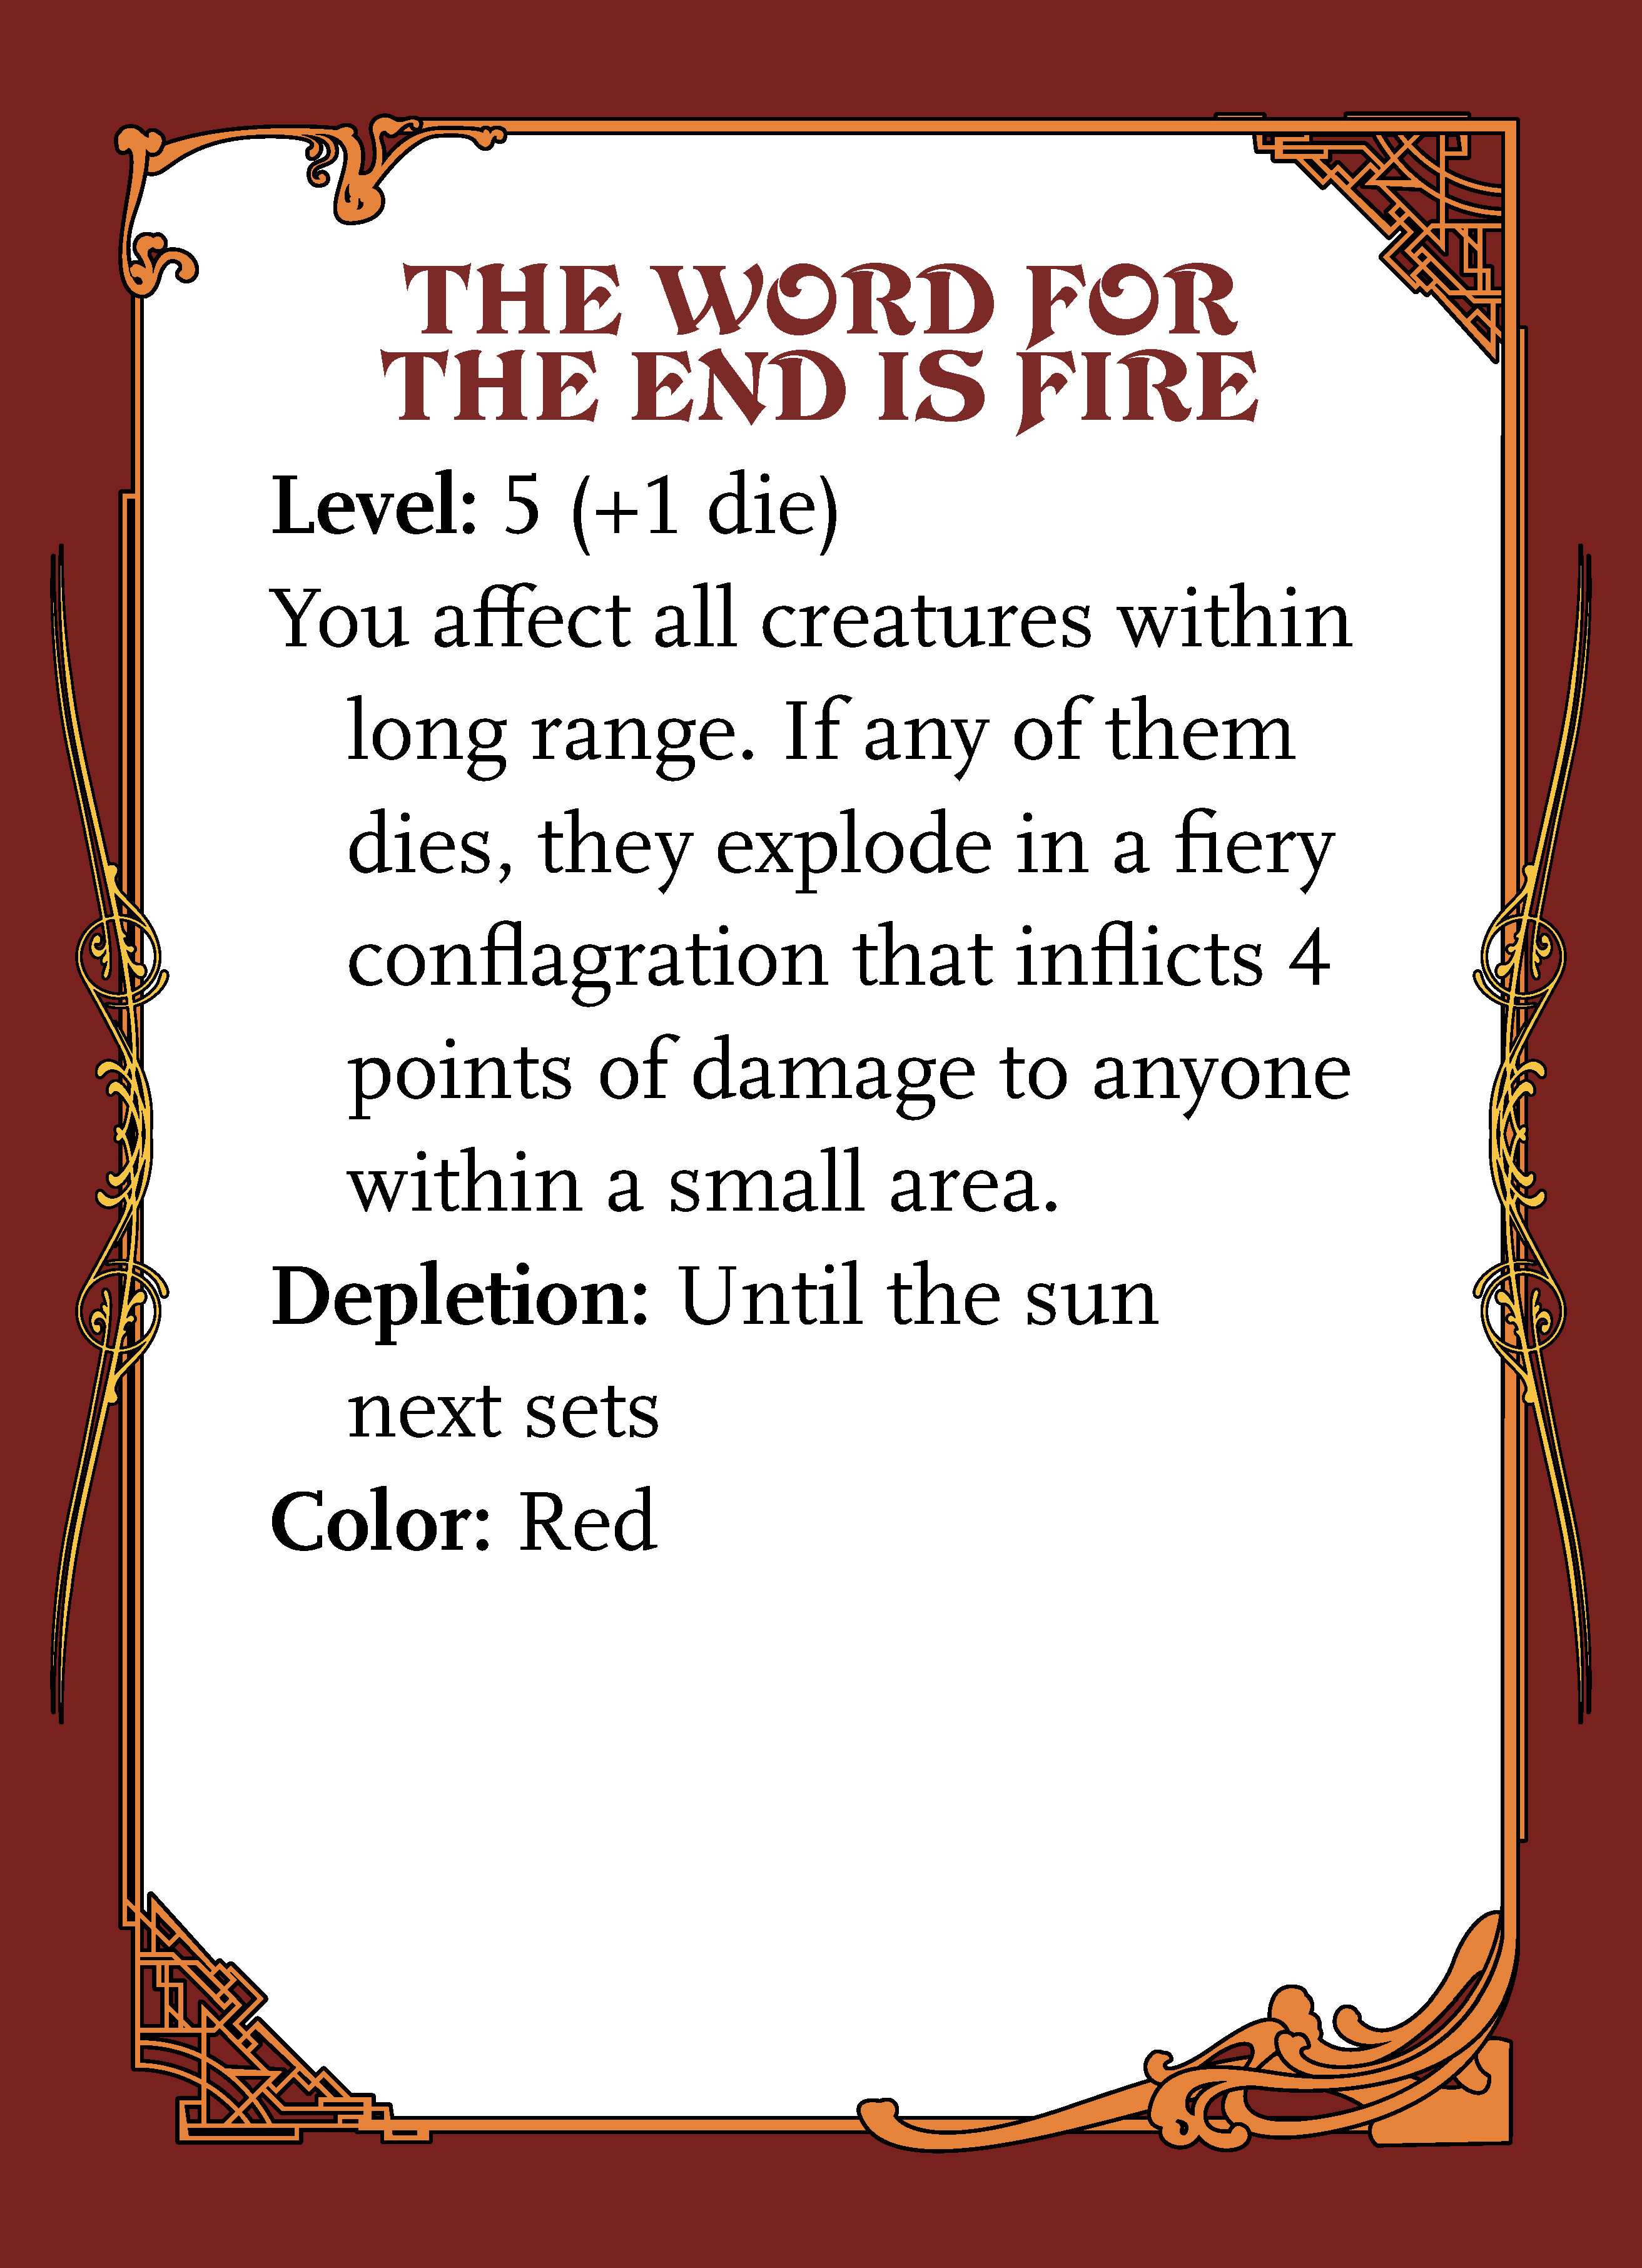 THE WORD FOR
THE END IS FIRE
Level: 5 (+1 die)
You affect all creatures within
long range. If any of them
dies, they explode in a fiery
conflagration that inflicts 4
points of damage to anyone
within a small area.
Depletion: Until the sun
next sets
Color: Red